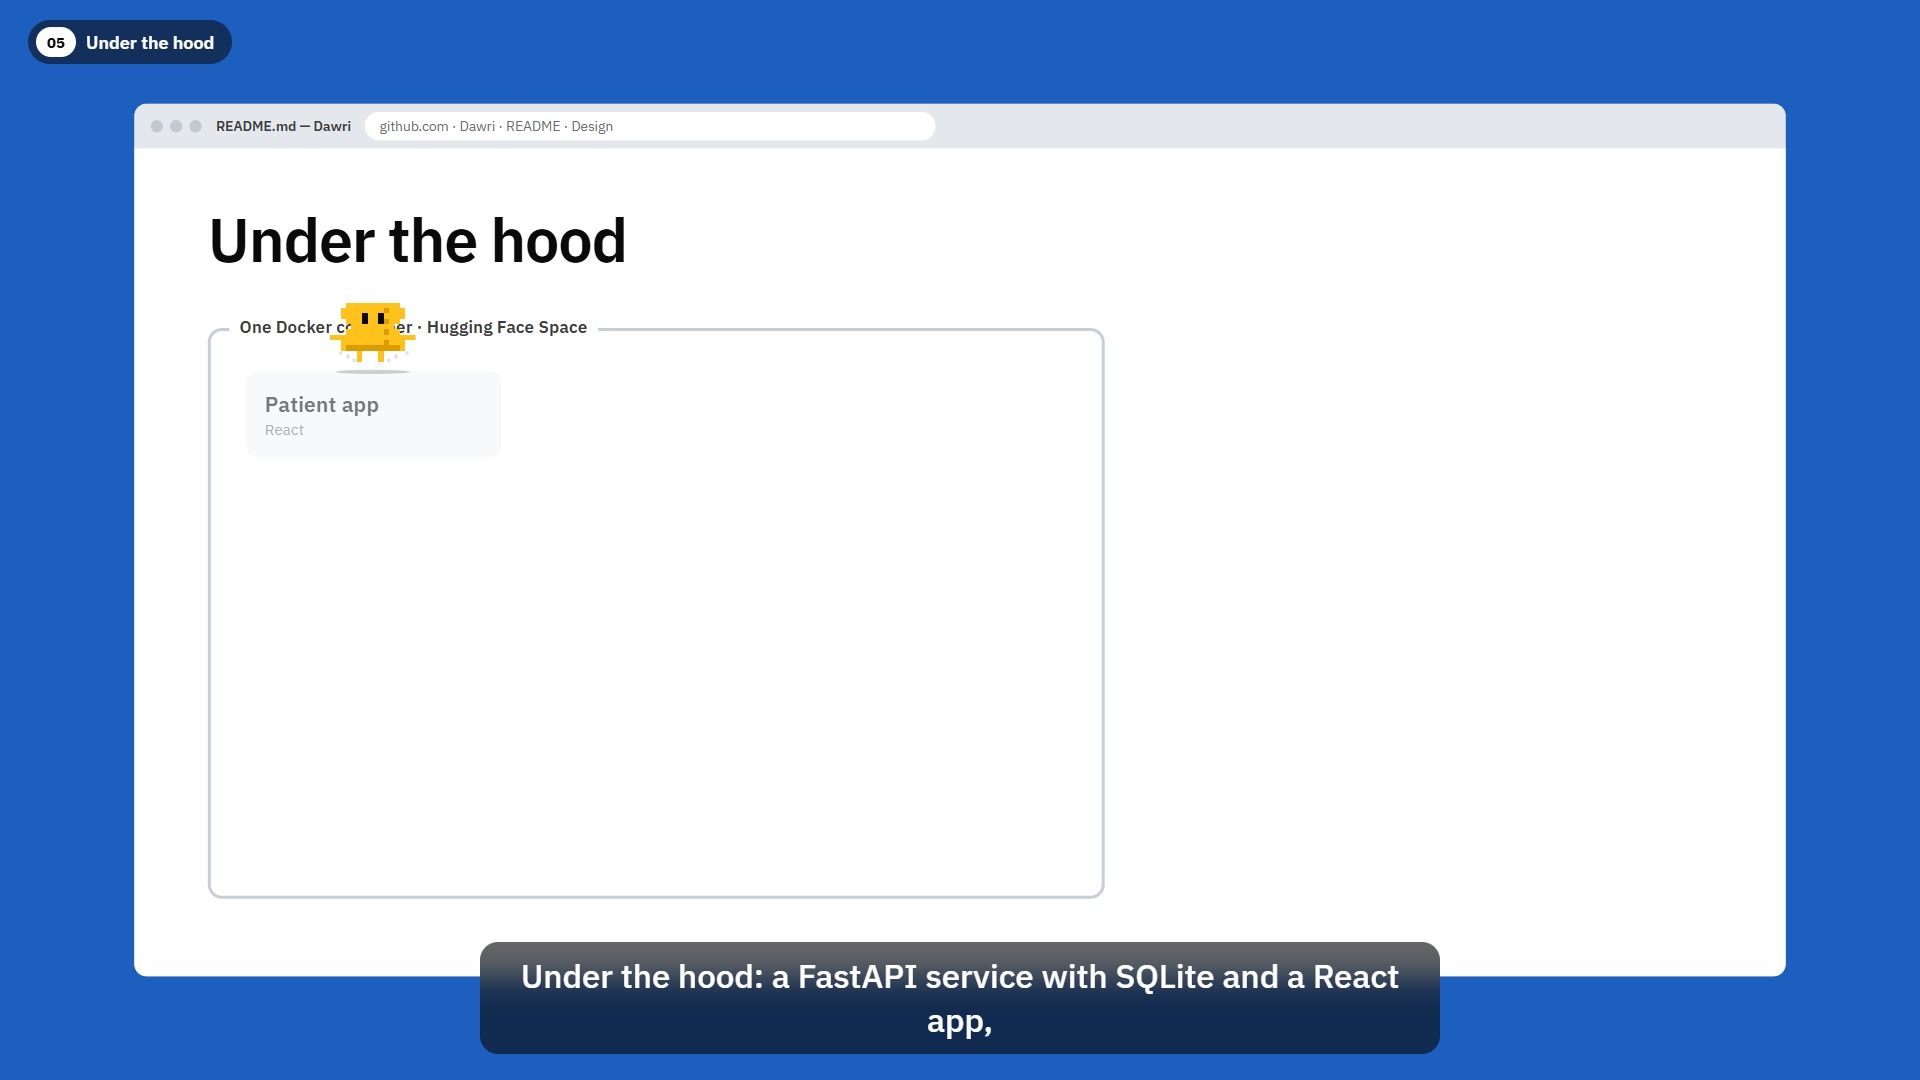 05 Under the hood
README.md — Dawri
github.com · Dawri · README · Design
Under the hood
One Docker · Hugging Face Space
Patient app
React
Under the hood: a FastAPI service with SQLite and a React
app,